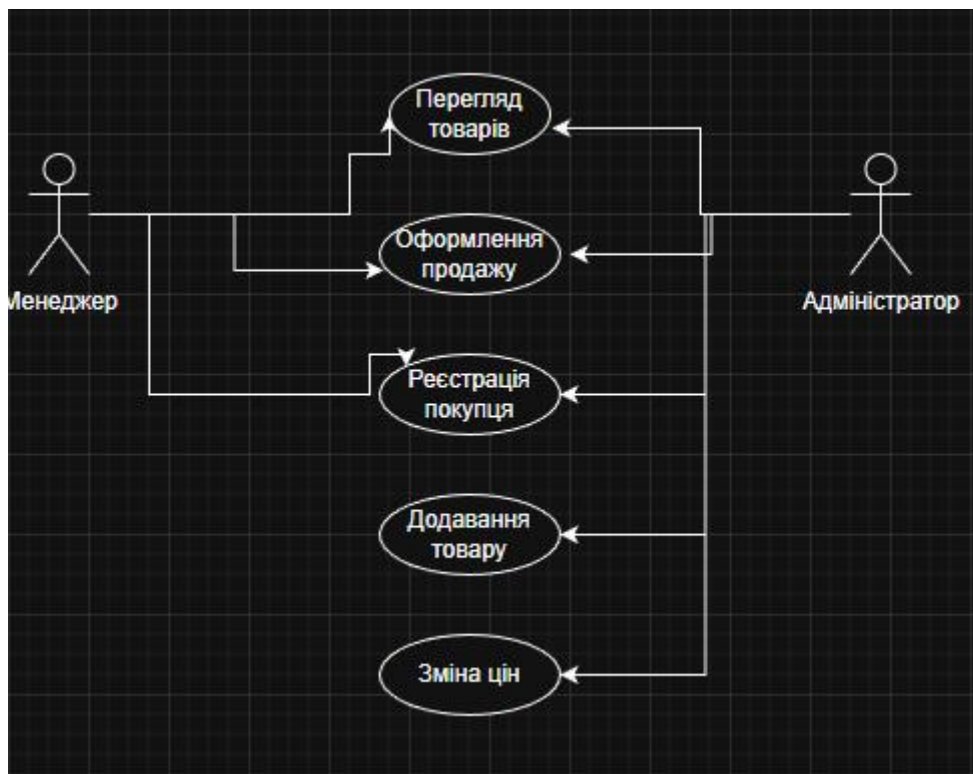 Перегляд
товарів
Оформлення
продажу
Менеджер
Адміністратор
Реєстрація
покупця
Додавання
товару
Зміна цін